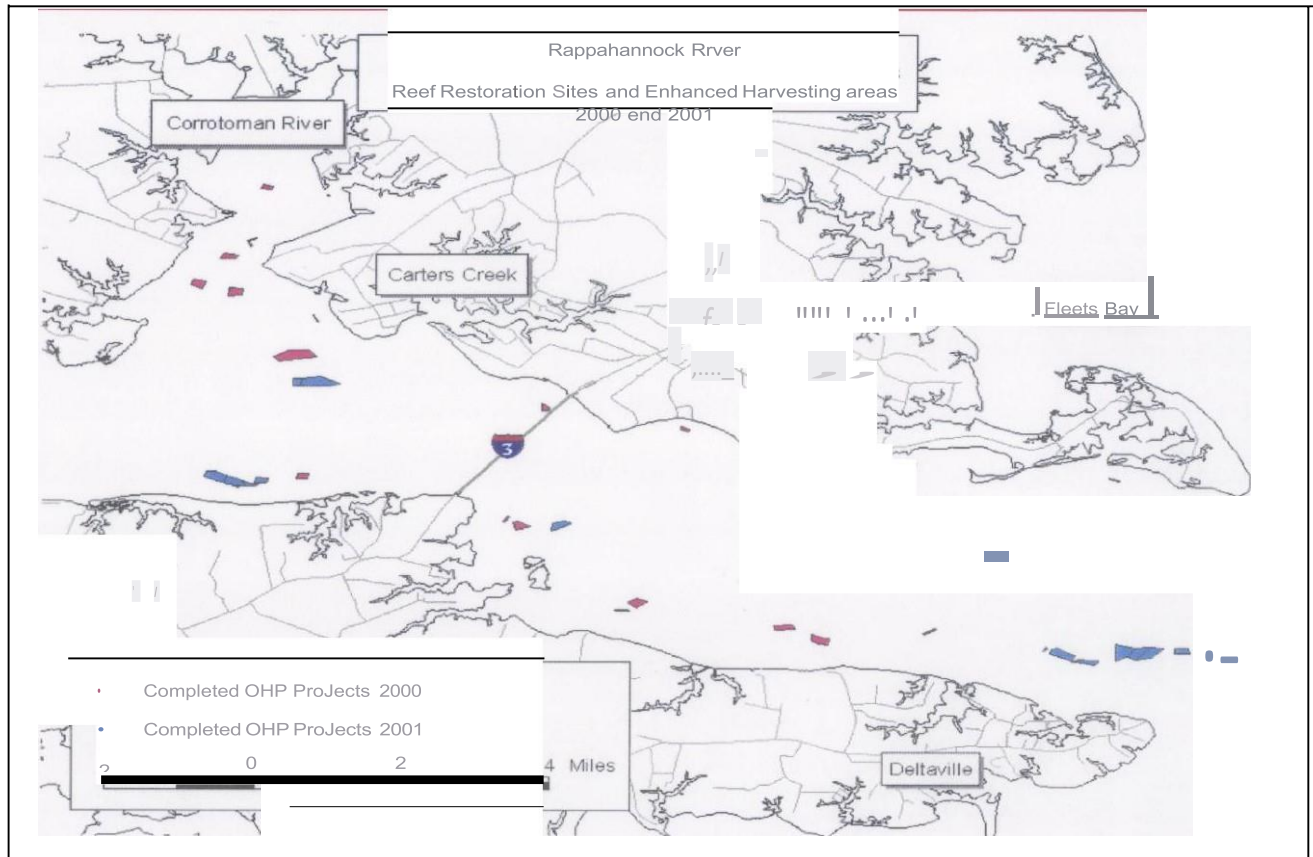 Rappahannock Rrver
Reef Restoration Sites and Enhanced Harvesting areas
2000 end 2001
Corrotoman River
Carters Creek
Fleets Bay
3
Completed OHP ProJects 2000
Completed OHP ProJects 2001
2 0 2 4 Miles
Deltaville